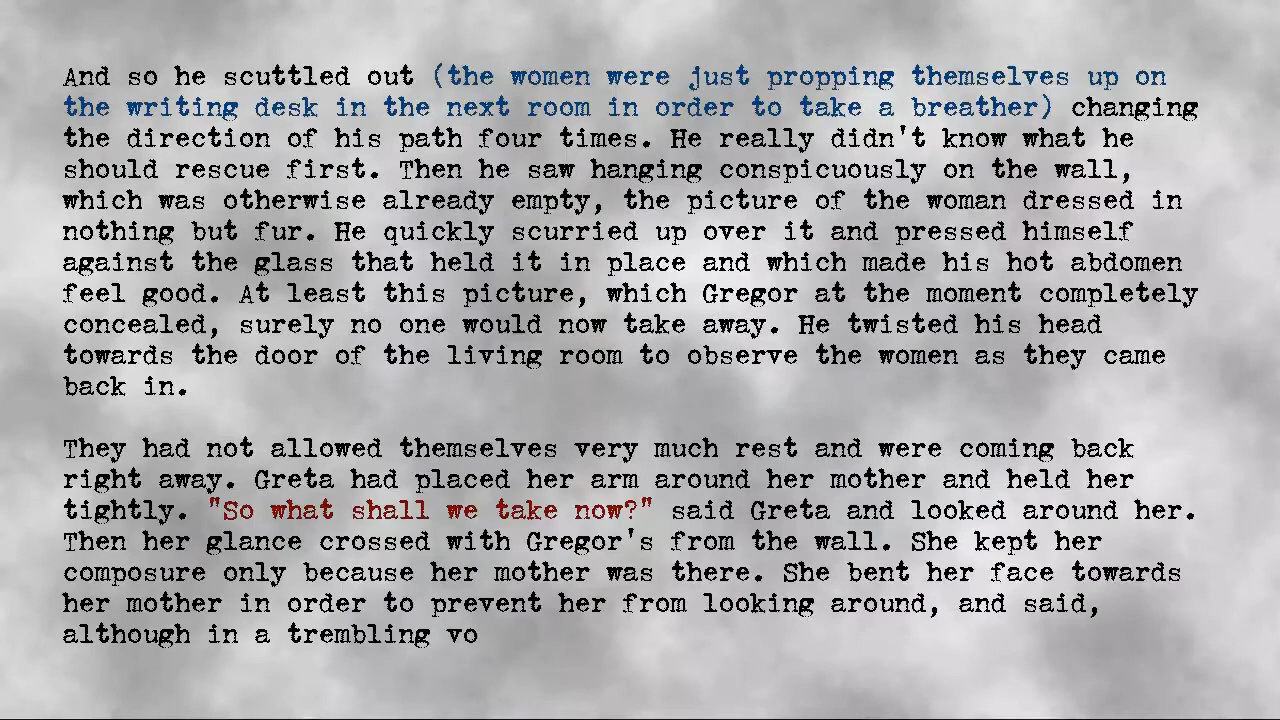 And so he scuttled out (the women were just propping themselves up on
the writing desk in the next room in order to take a breather) changing
the direction of his path four times. He really didn't know what he
should rescue first. Then he saw hanging conspicuously on the wall,
which was otherwise already empty, the picture of the woman dressed in
nothing but fur. He quickly scurried up over it and pressed himself
against the glass that held it in place and which made his hot abdomen
feel good. At least this picture, which Gregor at the moment completely
concealed, surely no one would now take away. He twisted his head
towards the door of the living room to observe the women as they came
back in.
They had not allowed themselves very much rest and were coming back
right away. Greta had placed her arm around her mother and held her
tightly. "So what shall we take now?" said Greta and looked around her.
Then her glance crossed with Gregor's from the wall. She kept her
composure only because her mother was there. She bent her face towards
her mother in order to prevent her from looking around, and said,
although in a trembling vo